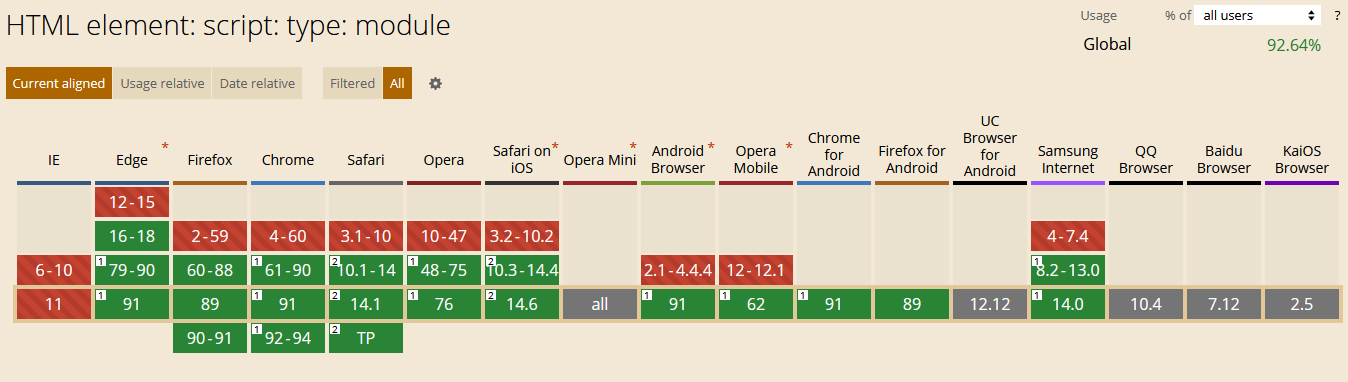 HTML element: script: type: module
Usage % of all users ?
Global 92.64%
Current aligned Usage relative Date relative Filtered All
IE Edge * Firefox Chrome Safari Opera Safari on iOS * Opera Mini Android Browser * Opera Mobile * Chrome for Android Firefox for Android UC Browser for Android Samsung Internet QQ Browser Baidu Browser KaiOS Browser
12-15
16-18 2-59 4-60 3.1-10 10-47 3.2-10.2 4-7.4
6-10 1 79-90 60-88 1 61-90 2 10.1-14 1 48-75 2 10.3-14.4 2.1-4.4.4 12-12.1 1 8.2-13.0
11 1 91 89 1 91 2 14.1 1 76 2 14.6 all 1 91 1 62 1 91 89 12.12 1 14.0 10.4 7.12 2.5
90-91 1 92-94 2 TP